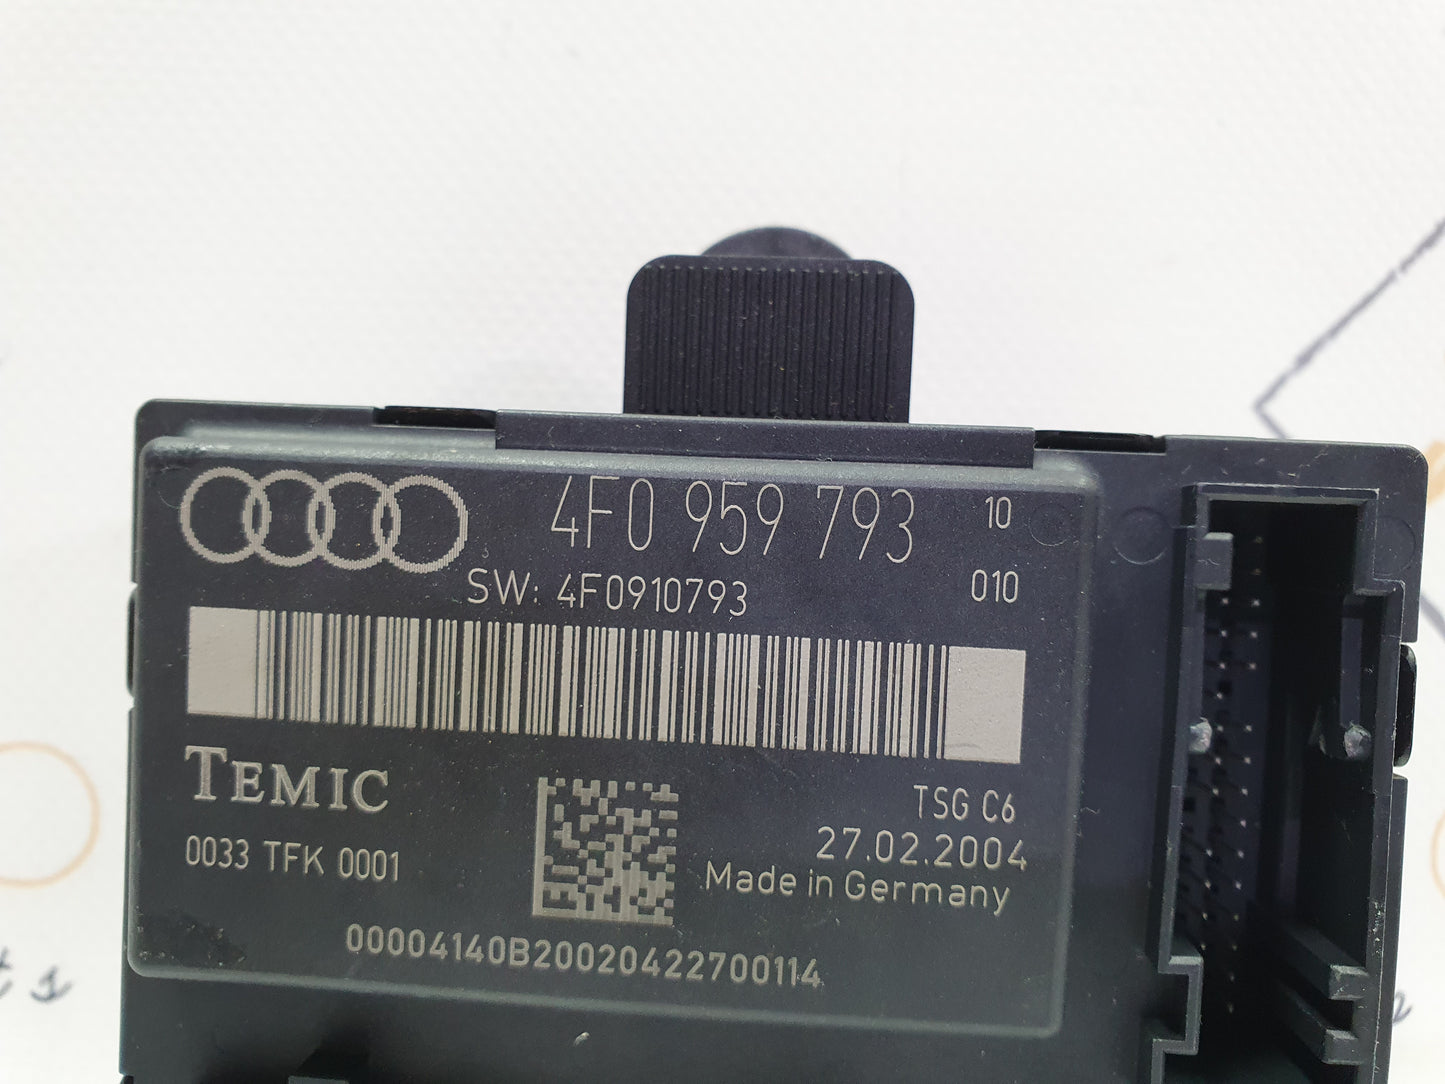 4F0 959 793 10
SW: 4F0910793 010
TEMIC
TSG C6
0033 TFK 0001
27.02.2004
Made in Germany
00004140B20020422700114